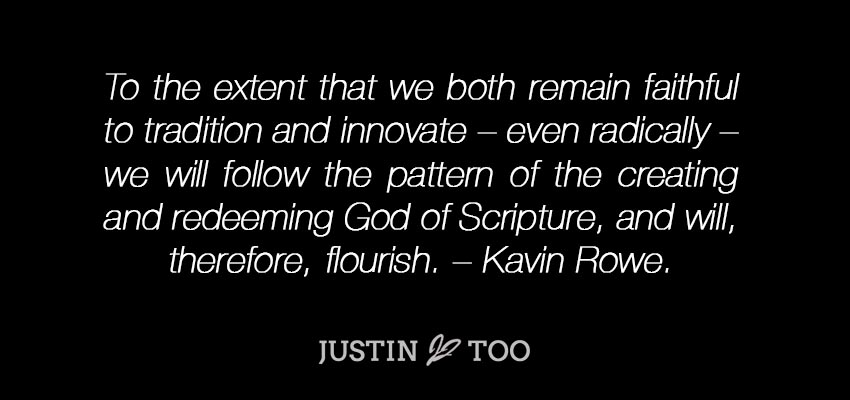 To the extent that we both remain faithful
to tradition and innovate – even radically –
we will follow the pattern of the creating
and redeeming God of Scripture, and will,
therefore, flourish. – Kavin Rowe.
JUSTIN TOO